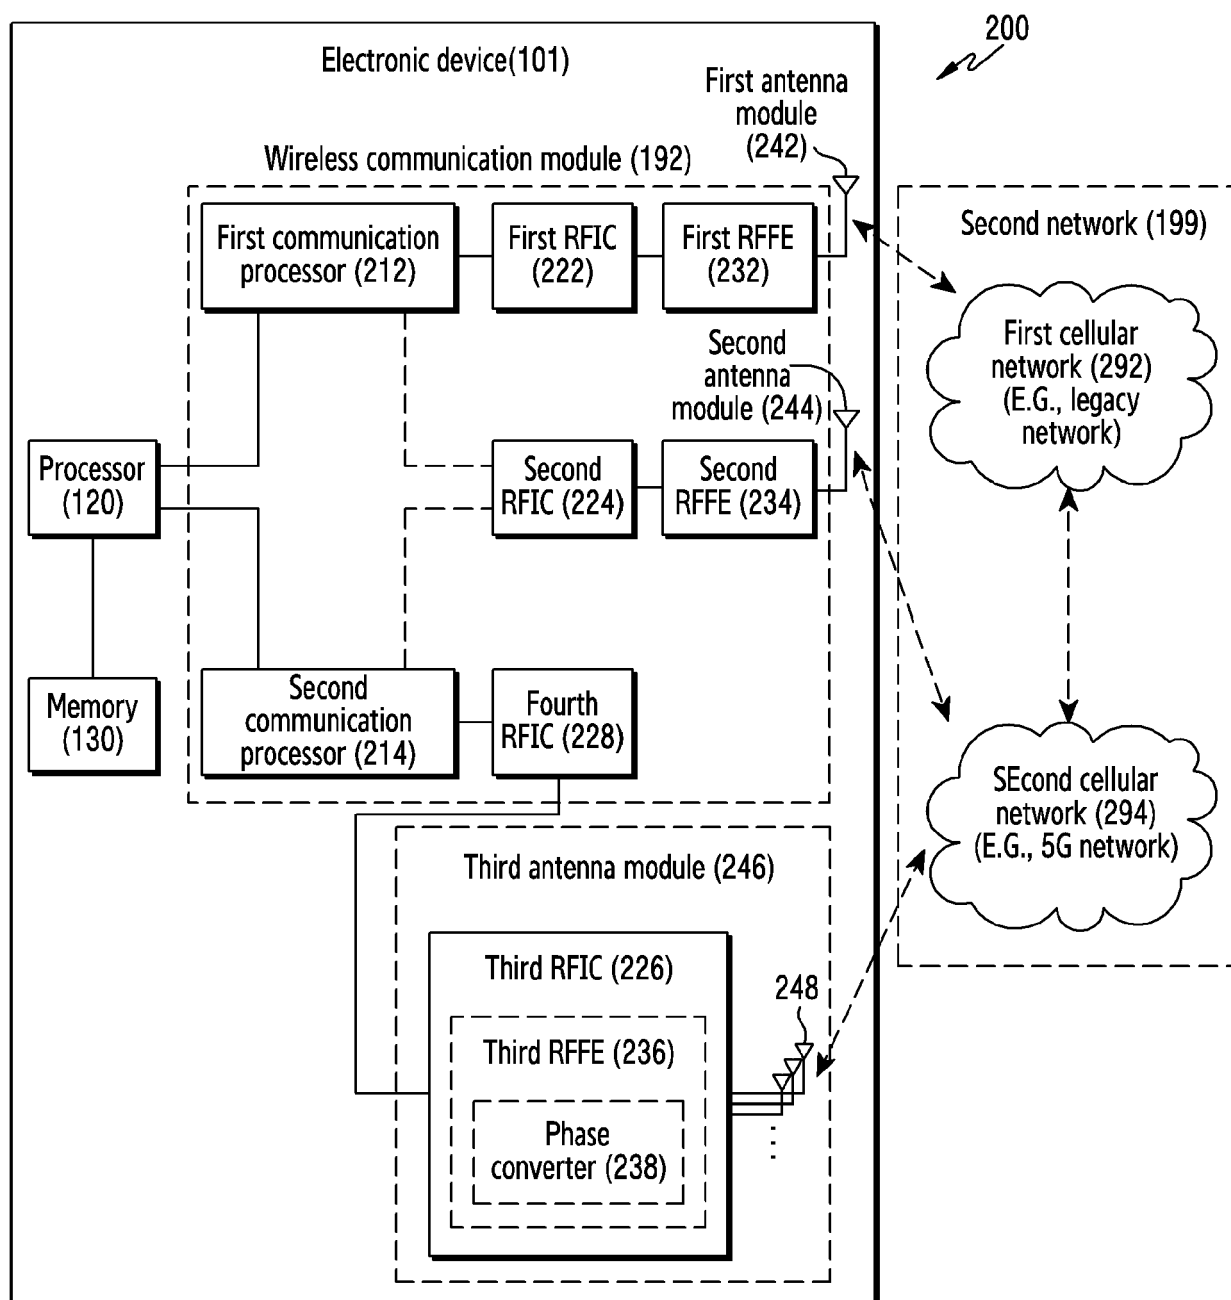 200
Electronic device(101)
First antenna
module
(242)
Wireless communication module (192)
First communication
processor (212)
First RFIC
(222)
First RFFE
(232)
Second network (199)
First cellular
network (292)
(E.G., legacy
network)
Second
antenna
module (244)
Processor
(120)
Second
RFIC (224)
Second
RFFE (234)
Memory
(130)
Second
communication
processor (214)
Fourth
RFIC (228)
SEcond cellular
network (294)
(E.G., 5G network)
Third antenna module (246)
Third RFIC (226)
248
Third RFFE (236)
Phase
converter (238)